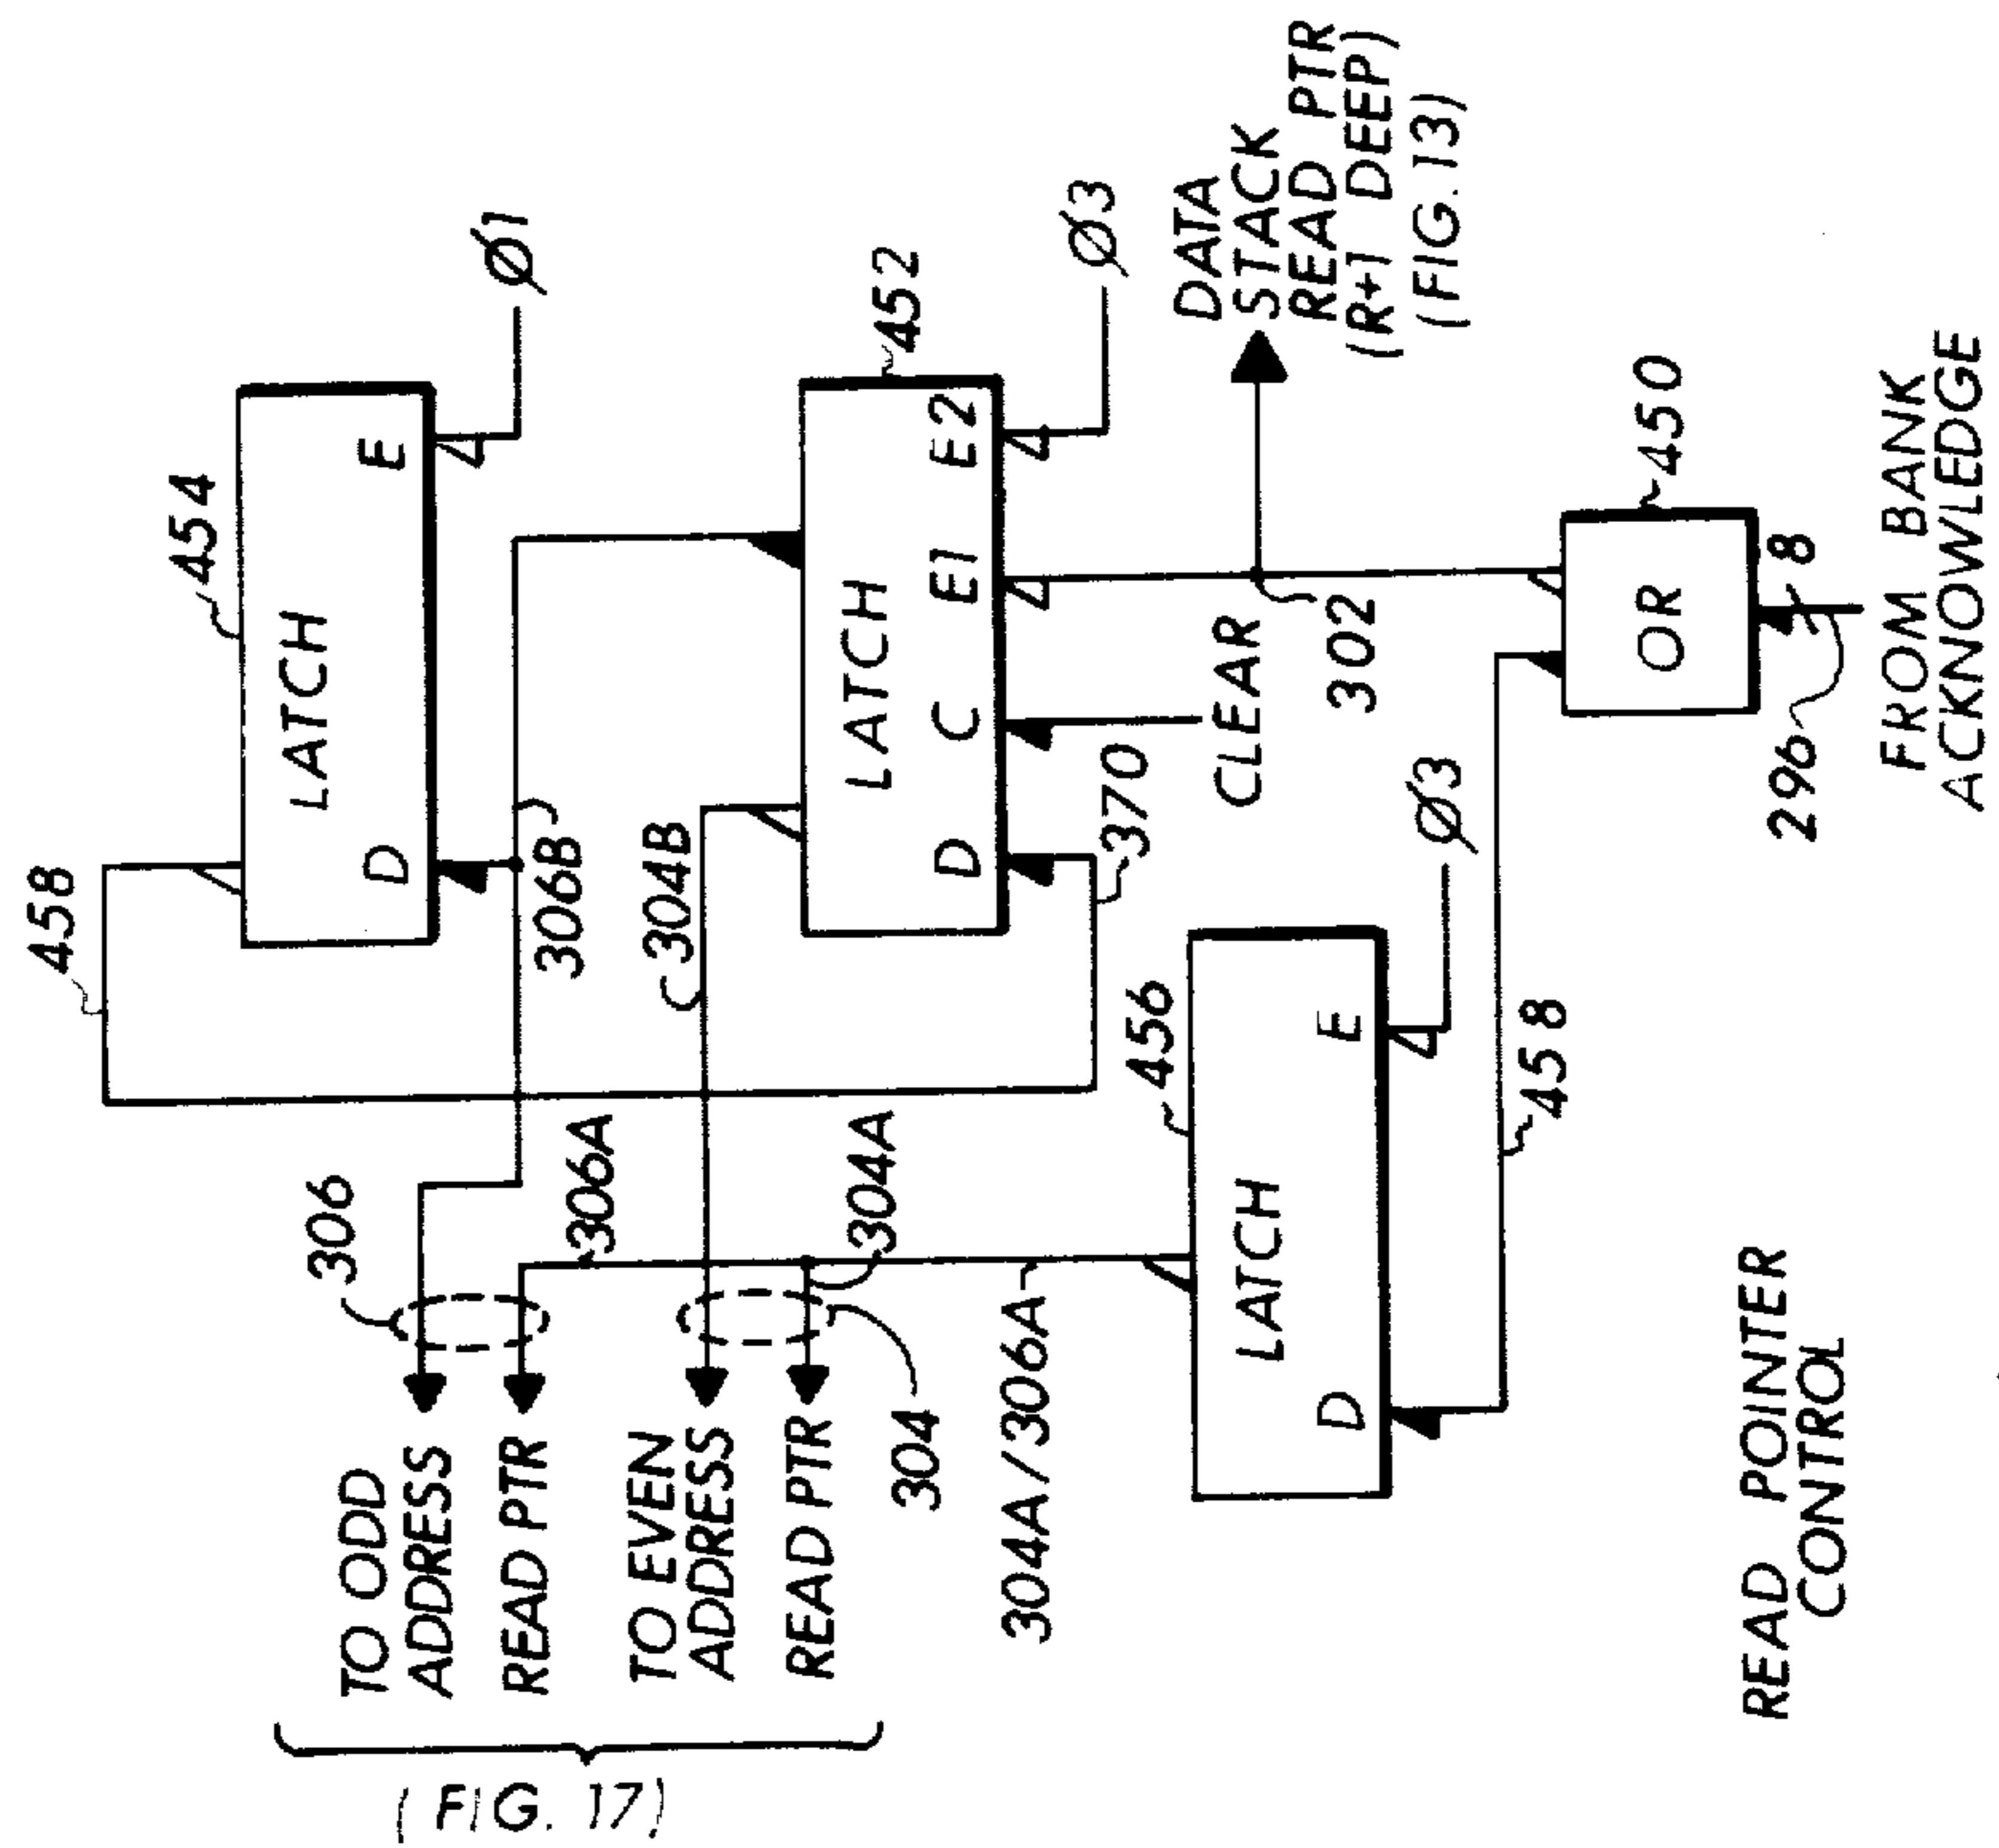 (FIG. 17)
TO ODD
ADDRESS
READ PTR
TO EVEN
ADDRESS
READ PTR
306
306A
304A
304
304A/306A
458
454
LATCH
D
E
Ø1
306B
304B
452
LATCH
D
C
E1
E2
Ø3
370
CLEAR
302
DATA
STACK
READ PTR
(R+1 DEEP)
(FIG.13)
456
LATCH
D
E
Ø3
458
450
OR
8
296
FROM BANK
ACKNOWLEDGE
READ POINTER
CONTROL